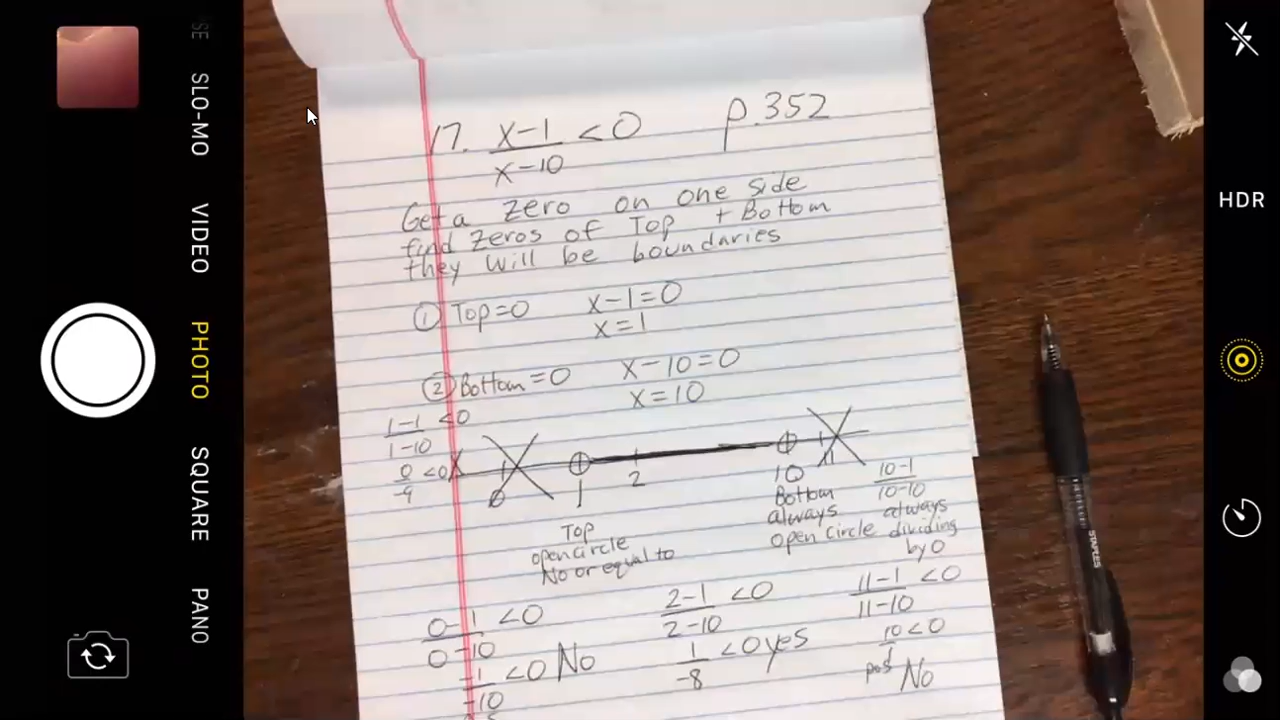 17. x-1/x-10 <0
p.352
Get a zero on one side
find zeros of Top + Bottom
they will be boundaries
① Top=0 x-1=0
x=1
② Bottom=0 x-10=0
x=10
1-1/1-10 <0
0/-9 <0 X
0 1 2 10 11
Top
open circle
No or equal to
Bottom
always
open circle
10-1/10-10
always
dividing
by 0
0-1/0-10 <0
-1/-10 <0 No
2-1/2-10 <0
1/-8 <0 yes
11-1/11-10 <0
10/1 <0
pos No
SLO-MO
VIDEO
PHOTO
SQUARE
PANO
HDR
STAPLES